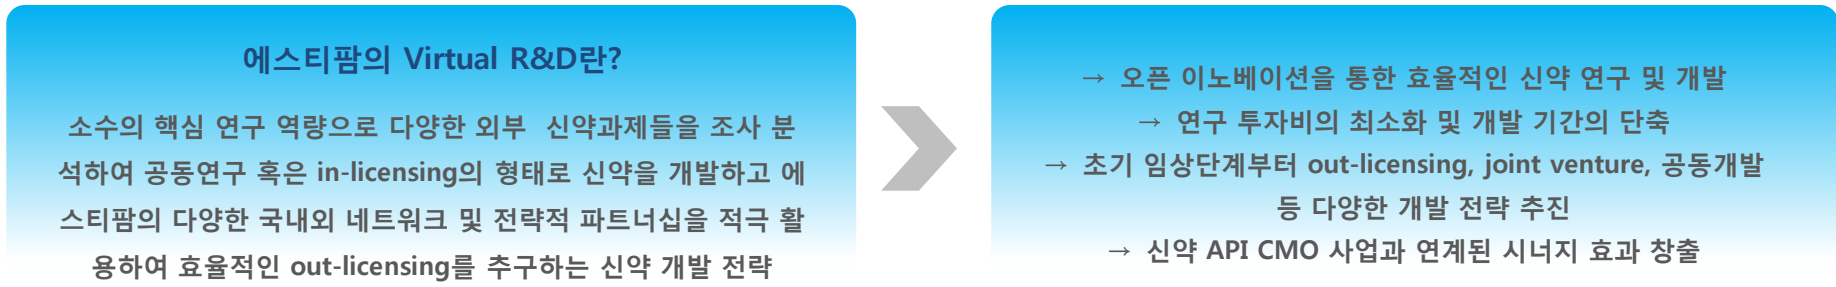 에스티팜의 Virtual R&D란?
소수의 핵심 연구 역량으로 다양한 외부 신약과제들을 조사 분
석하여 공동연구 혹은 in-licensing의 형태로 신약을 개발하고 에
스티팜의 다양한 국내외 네트워크 및 전략적 파트너십을 적극 활
용하여 효율적인 out-licensing를 추구하는 신약 개발 전략
→ 오픈 이노베이션을 통한 효율적인 신약 연구 및 개발
→ 연구 투자비의 최소화 및 개발 기간의 단축
→ 초기 임상단계부터 out-licensing, joint venture, 공동개발
등 다양한 개발 전략 추진
→ 신약 API CMO 사업과 연계된 시너지 효과 창출